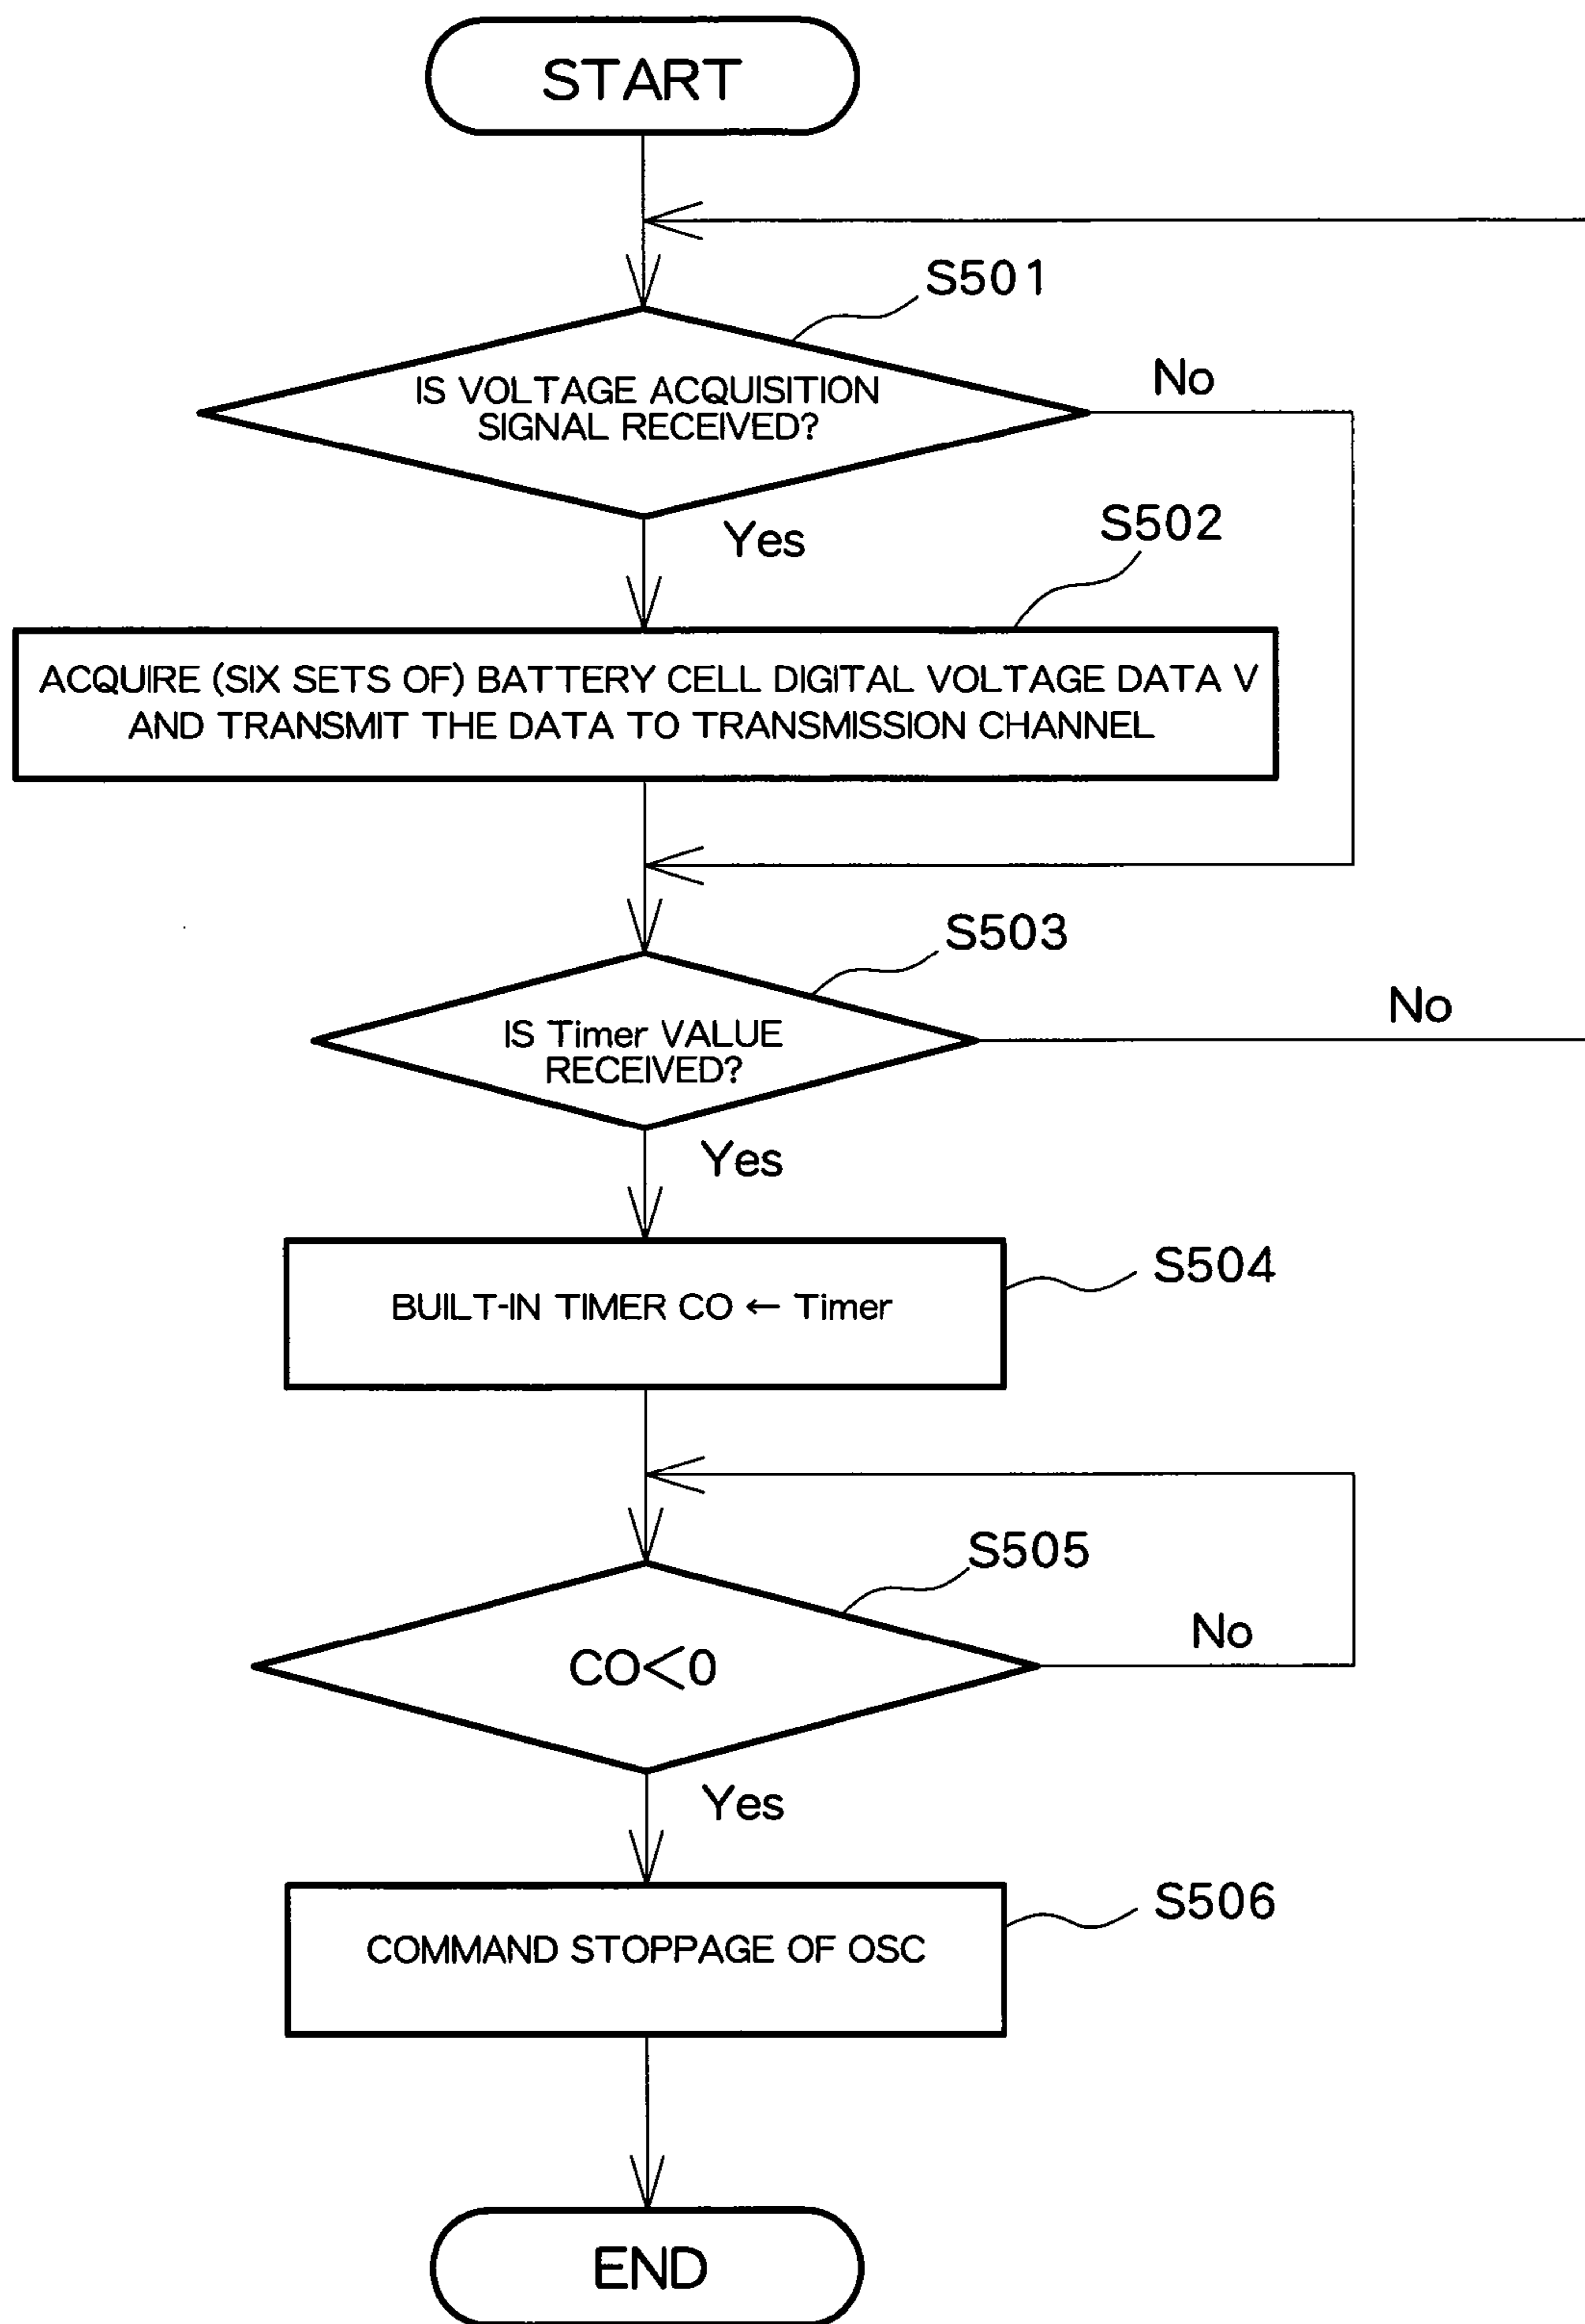 START
S501
IS VOLTAGE ACQUISITION
SIGNAL RECEIVED?
No
Yes
S502
ACQUIRE (SIX SETS OF) BATTERY CELL DIGITAL VOLTAGE DATA V
AND TRANSMIT THE DATA TO TRANSMISSION CHANNEL
S503
IS Timer VALUE
RECEIVED?
No
Yes
S504
BUILT-IN TIMER CO ← Timer
S505
CO<0
No
Yes
S506
COMMAND STOPPAGE OF OSC
END